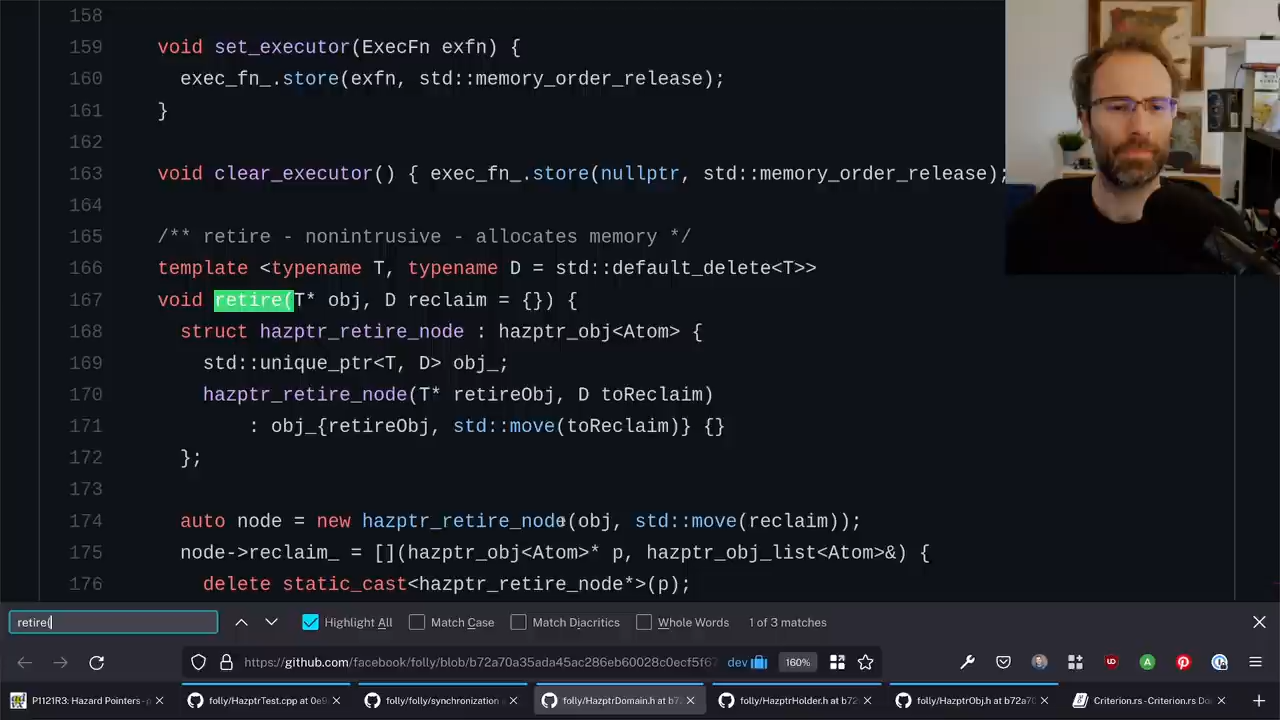 158
159 void set_executor(ExecFn exfn) {
160 exec_fn_.store(exfn, std::memory_order_release);
161 }
162
163 void clear_executor() { exec_fn_.store(nullptr, std::memory_order_release);
164
165 /** retire - nonintrusive - allocates memory */
166 template <typename T, typename D = std::default_delete<T>>
167 void retire(T* obj, D reclaim = {}) {
168 struct hazptr_retire_node : hazptr_obj<Atom> {
169 std::unique_ptr<T, D> obj_;
170 hazptr_retire_node(T* retireObj, D toReclaim)
171 : obj_{retireObj, std::move(toReclaim)} {}
172 };
173
174 auto node = new hazptr_retire_node(obj, std::move(reclaim));
175 node->reclaim_ = [](hazptr_obj<Atom>* p, hazptr_obj_list<Atom>&) {
176 delete static_cast<hazptr_retire_node*>(p);
retire( Highlight All Match Case Match Diacritics Whole Words 1 of 3 matches
https://github.com/facebook/folly/blob/b72a70a35ada45ac286eb60028c0ecf5f67 dev 160%
P1121R3: Hazard Pointers - folly/HazptrTest.cpp at 0e9 folly/folly/synchronization folly/HazptrDomain.h at b72 folly/HazptrHolder.h at b72 folly/HazptrObj.h at b72a70 Criterion.rs - Criterion.rs Do